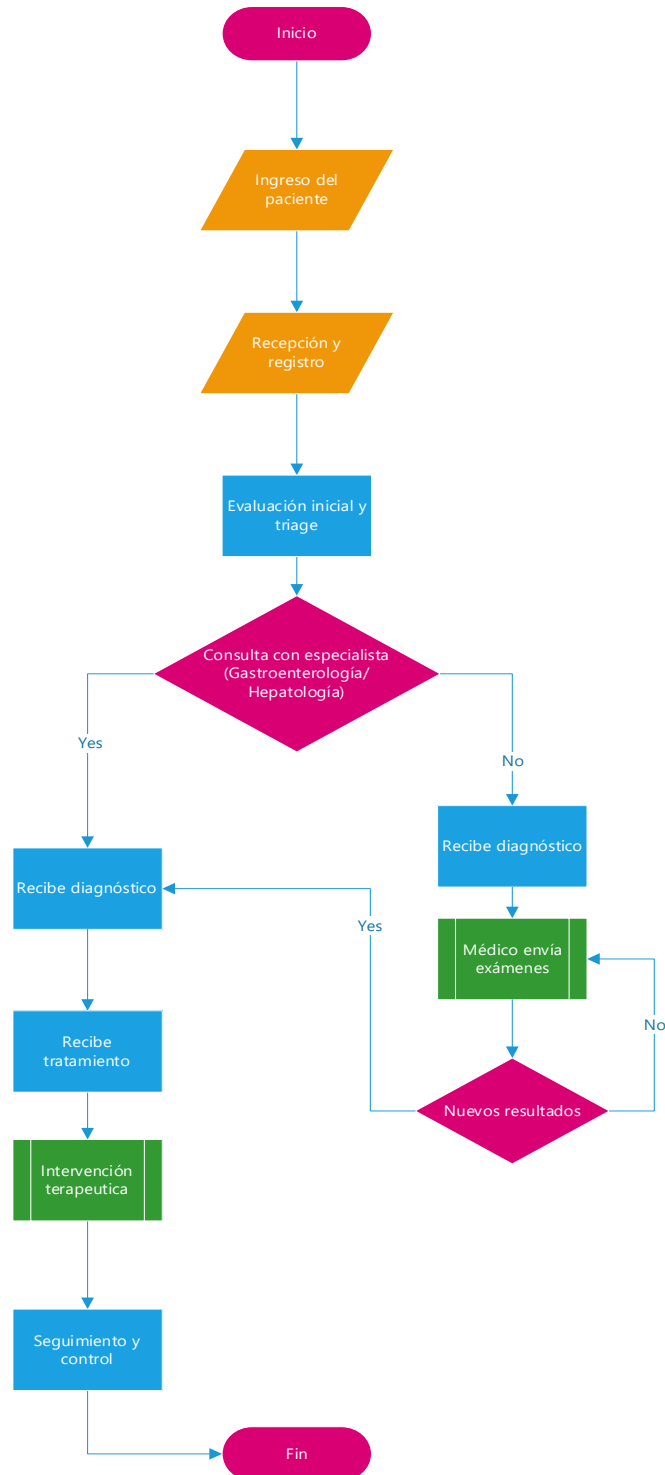 Inicio
Ingreso del
paciente
Recepción y
registro
Evaluación inicial y
triage
Consulta con especialista
(Gastroenterología/
Hepatología)
Yes
No
Recibe diagnóstico
Recibe diagnóstico
Yes
Médico envía
exámenes
No
Recibe
tratamiento
Nuevos resultados
Intervención
terapeutica
Seguimiento y
control
Fin